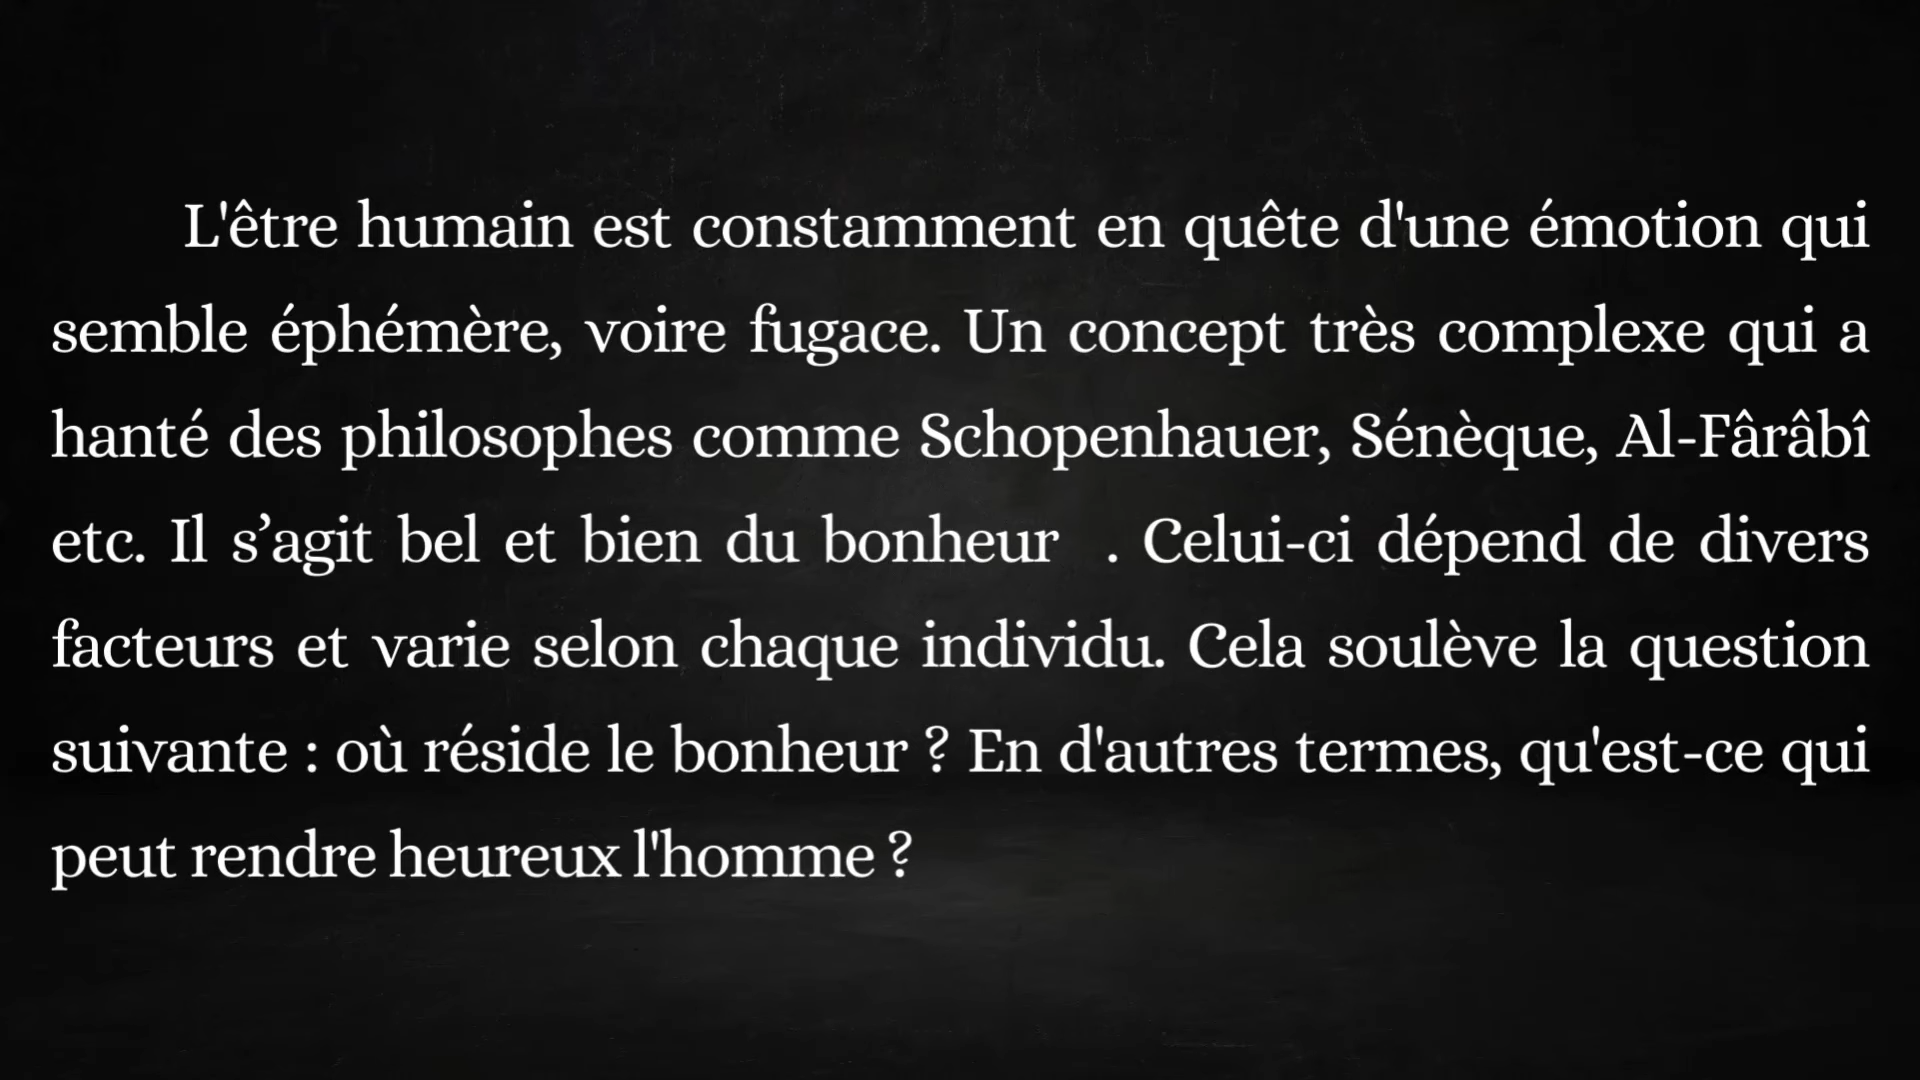 L'être humain est constamment en quête d'une émotion qui
semble éphémère, voire fugace. Un concept très complexe qui a
hanté des philosophes comme Schopenhauer, Sénèque, Al-Fârâbî
etc. Il s’agit bel et bien du bonheur . Celui-ci dépend de divers
facteurs et varie selon chaque individu. Cela soulève la question
suivante : où réside le bonheur ? En d'autres termes, qu'est-ce qui
peut rendre heureux l'homme ?